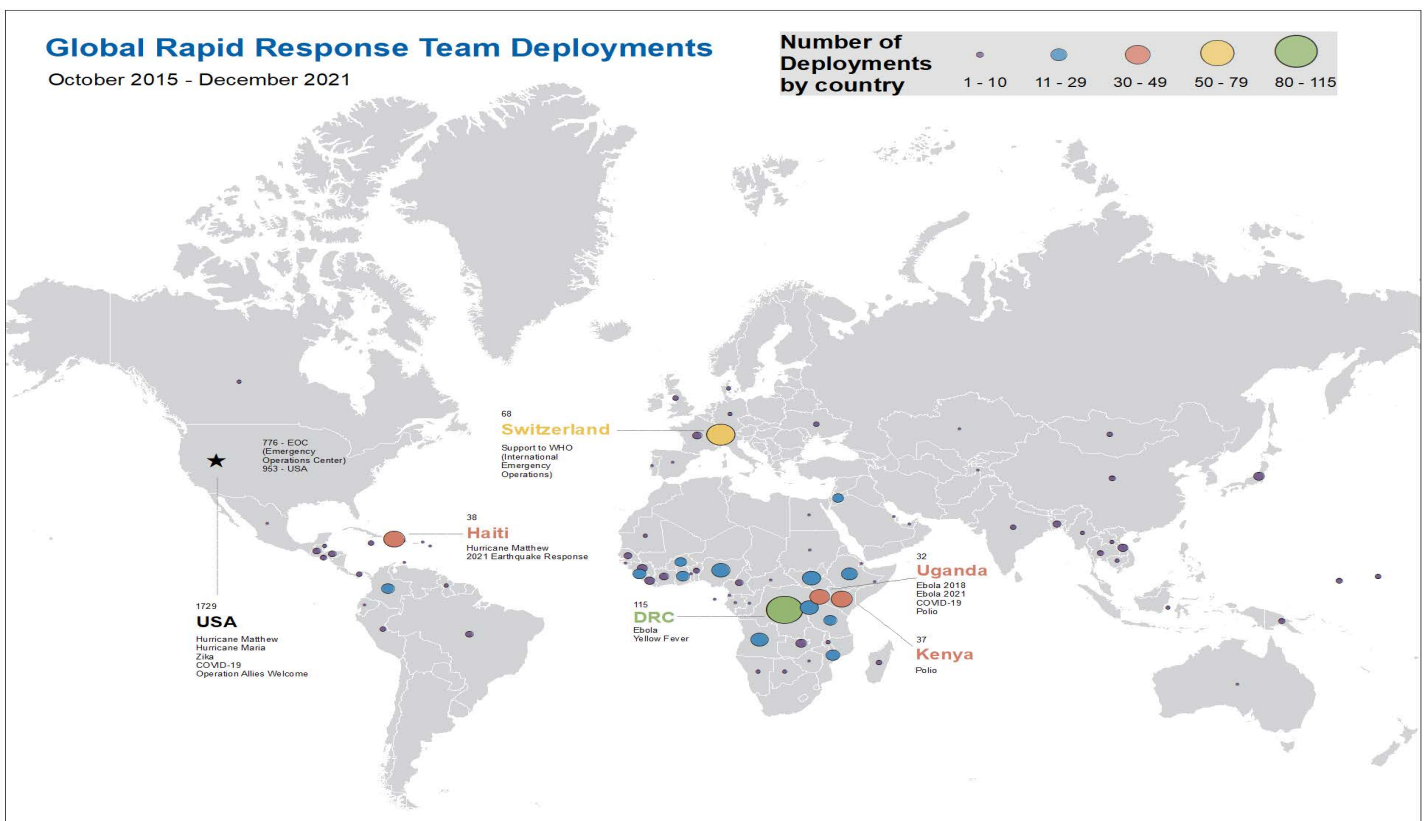 Global Rapid Response Team Deployments
October 2015 - December 2021
Number of
Deployments
by country
1 - 10
11 - 29
30 - 49
50 - 79
80 - 115
776 - EOC
(Emergency
Operations Center)
953 - USA
68
Switzerland
Support to WHO
(International
Emergency
Operations)
38
Haiti
Hurricane Matthew
2021 Earthquake Response
32
Uganda
Ebola 2018
Ebola 2021
COVID-19
Polio
115
DRC
Ebola
Yellow Fever
37
Kenya
Polio
1729
USA
Hurricane Matthew
Hurricane Maria
Zika
COVID-19
Operation Allies Welcome